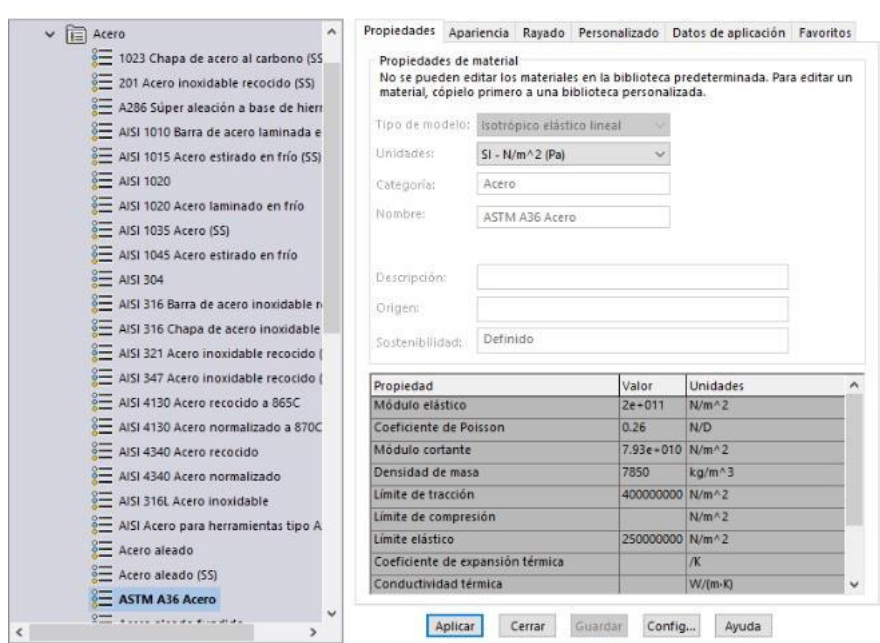 Acero
1023 Chapa de acero al carbono (SS
201 Acero inoxidable recocido (SS)
A286 Súper aleación a base de hierr
AISI 1010 Barra de acero laminada e
AISI 1015 Acero estirado en frío (SS)
AISI 1020
AISI 1020 Acero laminado en frío
AISI 1035 Acero (SS)
AISI 1045 Acero estirado en frío
AISI 304
AISI 316 Barra de acero inoxidable r
AISI 316 Chapa de acero inoxidable
AISI 321 Acero inoxidable recocido (
AISI 347 Acero inoxidable recocido (
AISI 4130 Acero recocido a 865C
AISI 4130 Acero normalizado a 870C
AISI 4340 Acero recocido
AISI 4340 Acero normalizado
AISI 316L Acero inoxidable
AISI Acero para herramientas tipo A
Acero aleado
Acero aleado (SS)
ASTM A36 Acero
Propiedades Apariencia Rayado Personalizado Datos de aplicación Favoritos
Propiedades de material
No se pueden editar los materiales en la biblioteca predeterminada. Para editar un
material, cópielo primero a una biblioteca personalizada.
Tipo de modelo: Isotrópico elástico lineal
Unidades: SI - N/m^2 (Pa)
Categoría: Acero
Nombre: ASTM A36 Acero
Descripción:
Origen:
Sostenibilidad: Definido
Propiedad Valor Unidades
Módulo elástico 2e+011 N/m^2
Coeficiente de Poisson 0.26 N/D
Módulo cortante 7.93e+010 N/m^2
Densidad de masa 7850 kg/m^3
Límite de tracción 400000000 N/m^2
Límite de compresión N/m^2
Límite elástico 250000000 N/m^2
Coeficiente de expansión térmica /K
Conductividad térmica W/(m·K)
Aplicar Cerrar Guardar Config... Ayuda